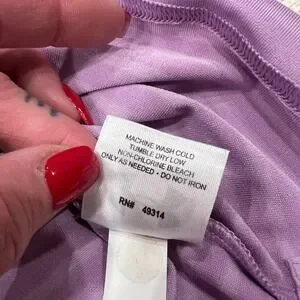 MACHINE WASH COLD
TUMBLE DRY LOW
NON-CHLORINE BLEACH
ONLY AS NEEDED • DO NOT IRON
RN# 49314